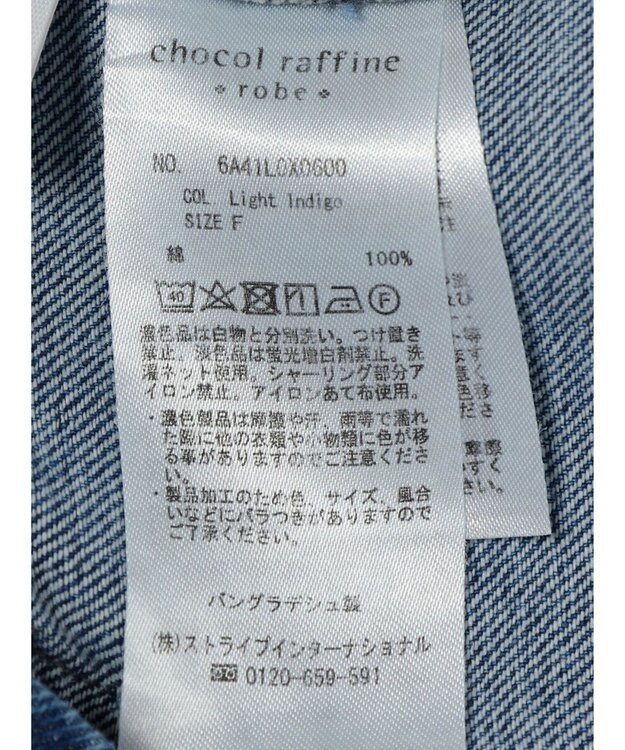 chocol raffine
robe
NO. 6A41L0X0600
COL. Light Indigo
SIZE F
綿 100%
40 F
濃色品は白物と分別洗い。つけ置き
禁止。淡色品は蛍光増白剤禁止。洗
濯ネット使用。シャーリング部分ア
イロン禁止。アイロンあて布使用。
・濃色製品は摩擦や汗、雨等で濡れ
た際に他の衣類や小物類に色が移
る事がありますのでご注意くださ
い。
・製品加工のため色、サイズ、風合
いなどにバラつきがありますので
ご了承ください。
バングラデシュ製
(株)ストライプインターナショナル
0120-659-591